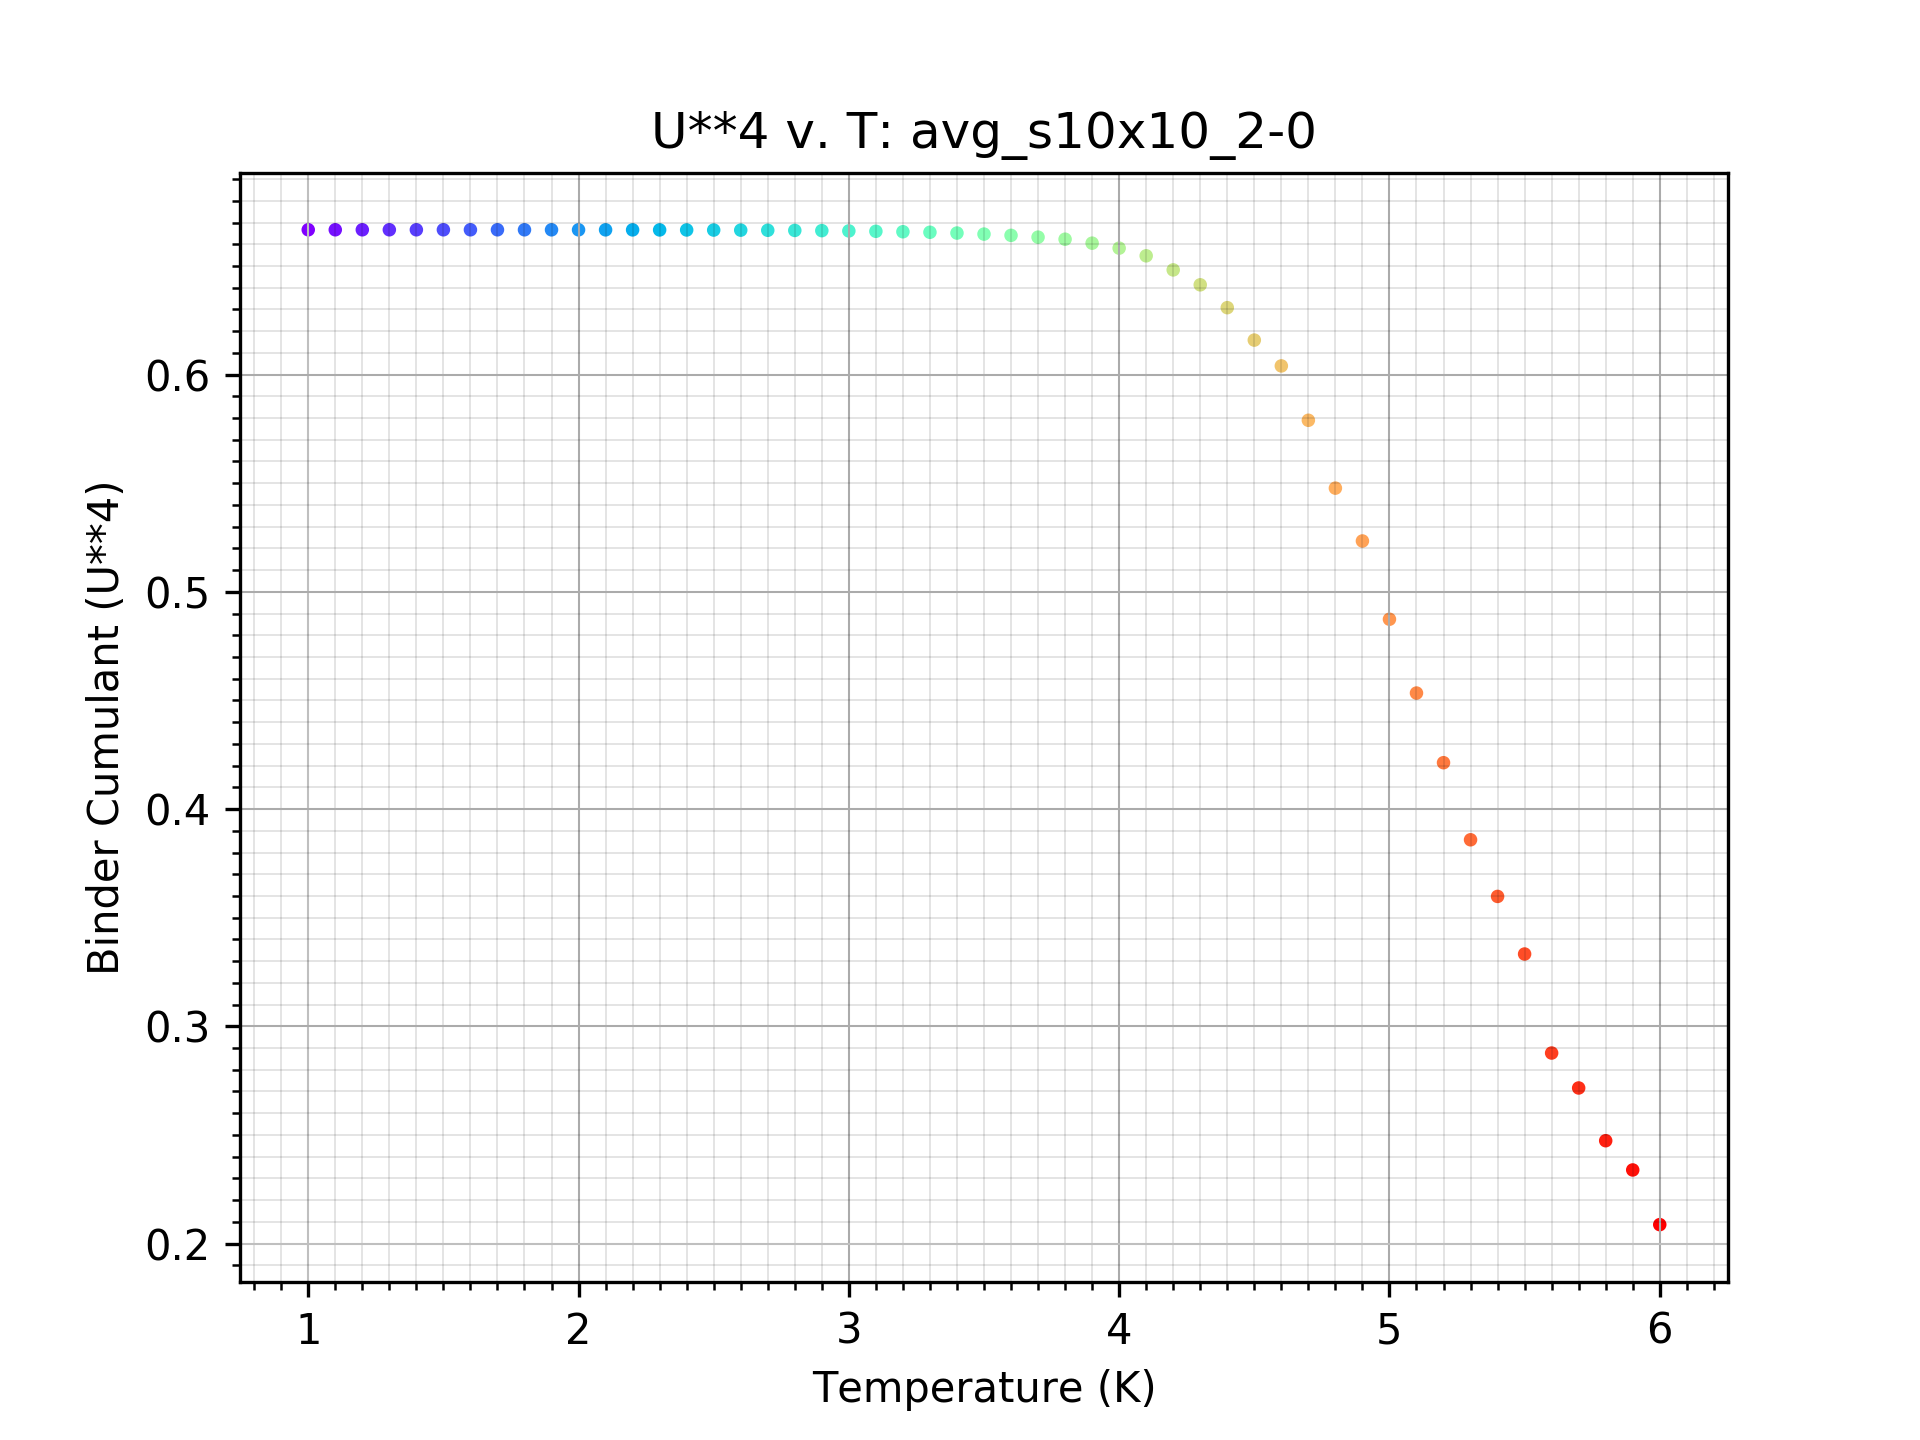 U**4 v. T: avg_s10x10_2-0
Binder Cumulant (U**4)
0.6
0.5
0.4
0.3
0.2
1 2 3 4 5 6
Temperature (K)